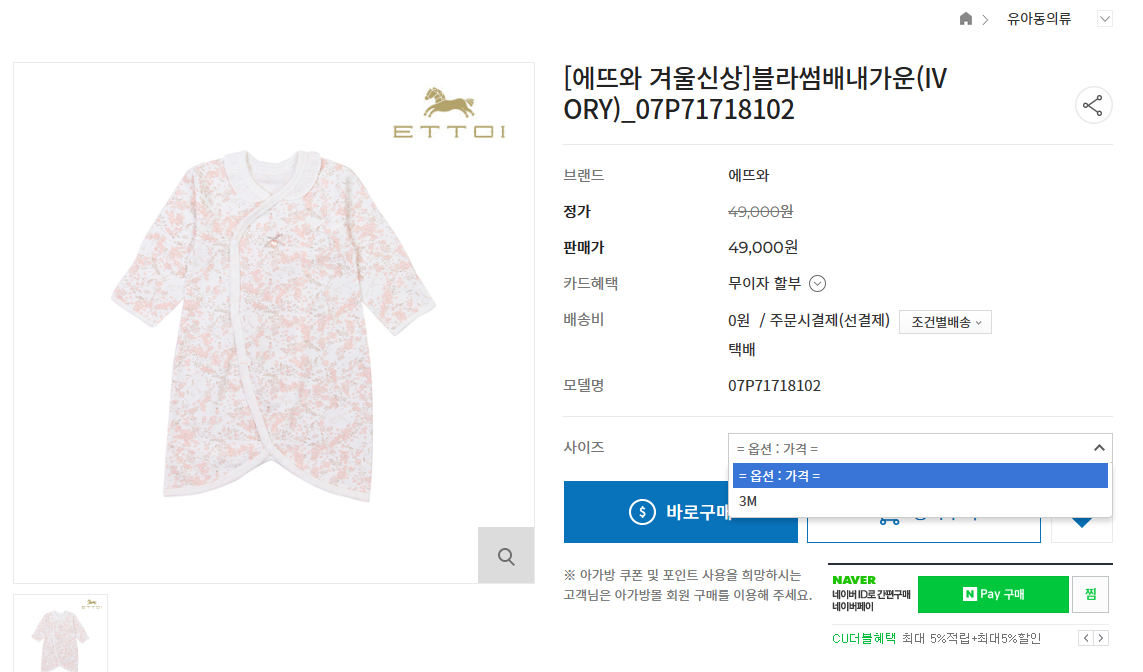 유아동의류
ETTOI
[에뜨와 겨울신상]블라썸배내가운(IV
ORY)_07P71718102
브랜드 에뜨와
정가 49,000원
판매가 49,000원
카드혜택 무이자 할부
배송비 0원 / 주문시결제(선결제) 조건별배송
택배
모델명 07P71718102
사이즈 = 옵션 : 가격 =
= 옵션 : 가격 =
3M
$ 바로구매
※ 아가방 쿠폰 및 포인트 사용을 희망하시는
고객님은 아가방몰 회원 구매를 이용해 주세요.
NAVER
네이버 ID로 간편구매
네이버페이
N Pay 구매
찜
CU더블혜택 최대 5%적립+최대5%할인
ETTOI